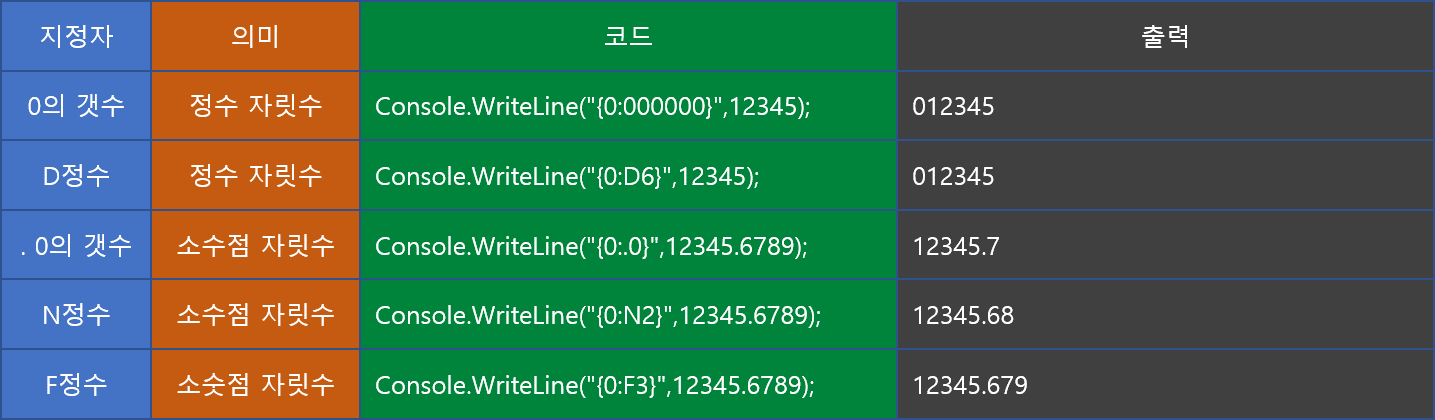 지정자 의미 코드 출력
0의 갯수 정수 자릿수 Console.WriteLine("{0:000000}",12345); 012345
D정수 정수 자릿수 Console.WriteLine("{0:D6}",12345); 012345
. 0의 갯수 소수점 자릿수 Console.WriteLine("{0:.0}",12345.6789); 12345.7
N정수 소수점 자릿수 Console.WriteLine("{0:N2}",12345.6789); 12345.68
F정수 소숫점 자릿수 Console.WriteLine("{0:F3}",12345.6789); 12345.679